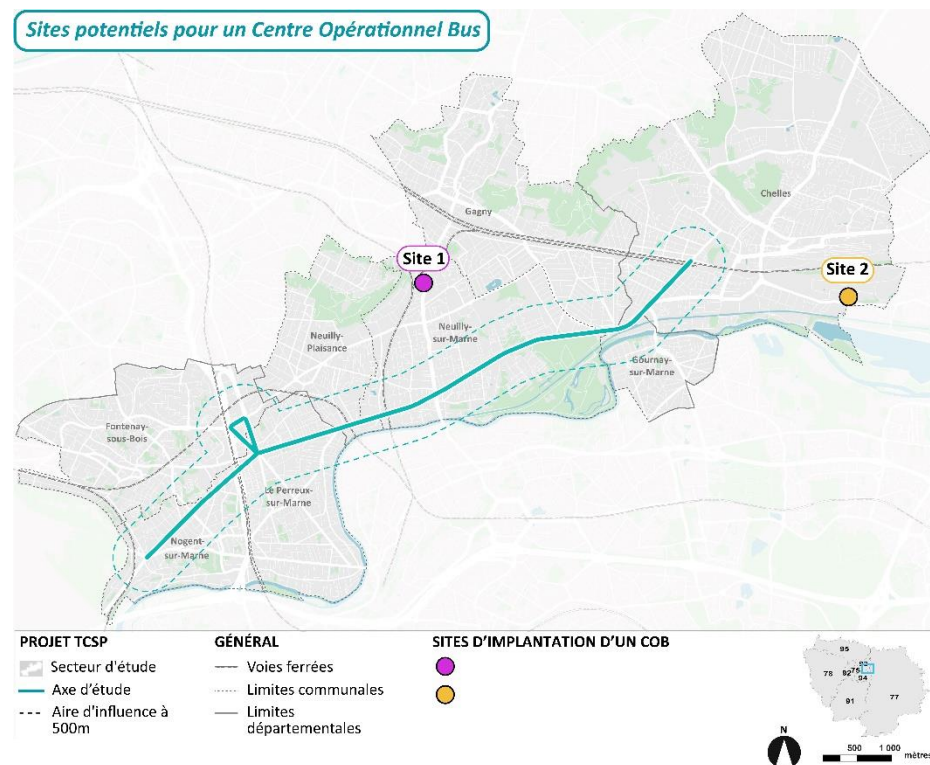 Sites potentiels pour un Centre Opérationnel Bus
Chelles
Gagny
Site 1
Site 2
Neuilly-
Plaisance
Neuilly-
sur-Marne
Gournay-
sur-Marne
Fontenay-
sous-Bois
Le Perreux-
sur-Marne
Nogent-
sur-Marne
PROJET TCSP
Secteur d'étude
Axe d'étude
Aire d'influence à
500m
GÉNÉRAL
Voies ferrées
Limites communales
Limites
départementales
SITES D'IMPLANTATION D'UN COB
95
78
92
75
93
94
91
77
N
500 1 000
mètres